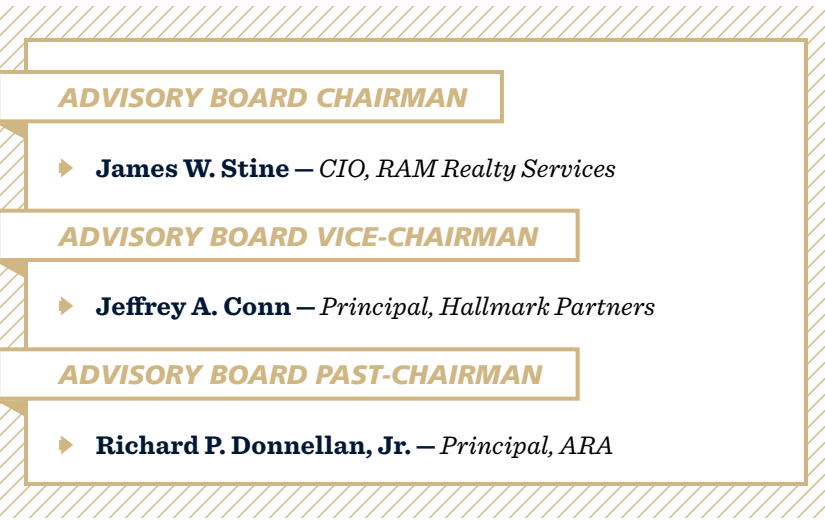 ADVISORY BOARD CHAIRMAN
James W. Stine — CIO, RAM Realty Services
ADVISORY BOARD VICE-CHAIRMAN
Jeffrey A. Conn — Principal, Hallmark Partners
ADVISORY BOARD PAST-CHAIRMAN
Richard P. Donnellan, Jr. — Principal, ARA